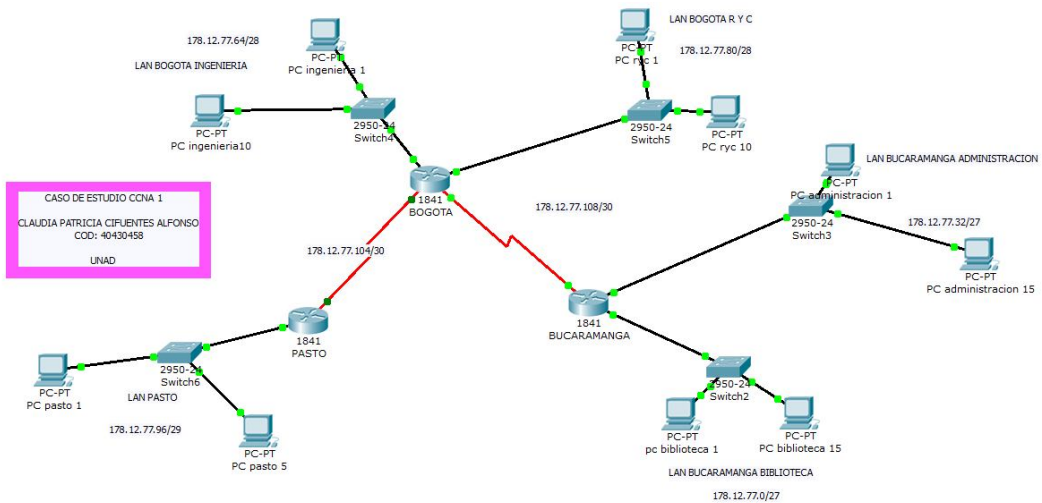 LAN BOGOTA R Y C
178.12.77.64/28
PC-PT
PC ingenieria 1
PC-PT
PC ryc 1
178.12.77.80/28
LAN BOGOTA INGENIERIA
PC-PT
PC ingenieria10
2950-24
Switch4
2950-24
Switch5
PC-PT
PC ryc 10
LAN BUCARAMANGA ADMINISTRACION
PC-PT
PC administracion 1
1841
BOGOTA
178.12.77.108/30
2950-24
Switch3
178.12.77.32/27
CASO DE ESTUDIO CCNA 1
CLAUDIA PATRICIA CIFUENTES ALFONSO
COD: 40430458
UNAD
178.12.77.104/30
PC-PT
PC administracion 15
1841
PASTO
1841
BUCARAMANGA
2950-24
Switch6
PC-PT
PC pasto 1
LAN PASTO
178.12.77.96/29
PC-PT
PC pasto 5
2950-24
Switch2
PC-PT
pc biblioteca 1
PC-PT
PC biblioteca 15
LAN BUCARAMANGA BIBLIOTECA
178.12.77.0/27